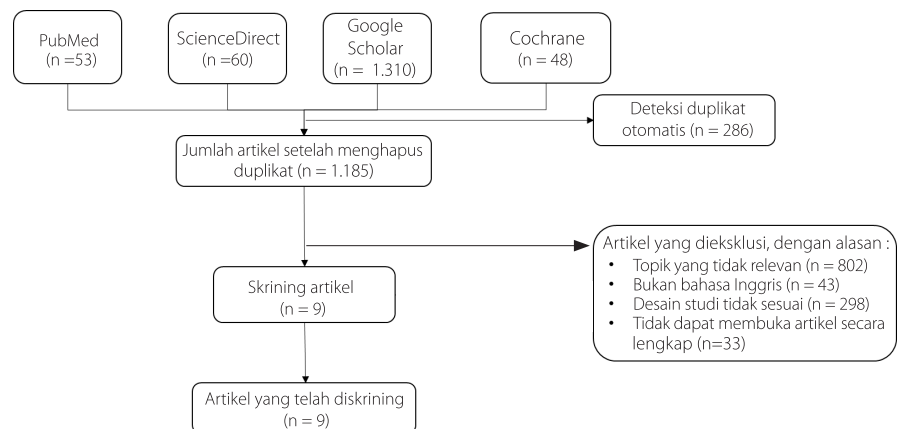 PubMed
(n =53)
ScienceDirect
(n =60)
Google
Scholar
(n = 1.310)
Cochrane
(n = 48)
Deteksi duplikat
otomatis (n = 286)
Jumlah artikel setelah menghapus
duplikat (n = 1.185)
Artikel yang dieksklusi, dengan alasan :
• Topik yang tidak relevan (n = 802)
• Bukan bahasa Inggris (n = 43)
• Desain studi tidak sesuai (n = 298)
• Tidak dapat membuka artikel secara
lengkap (n=33)
Skrining artikel
(n = 9)
Artikel yang telah diskrining
(n = 9)